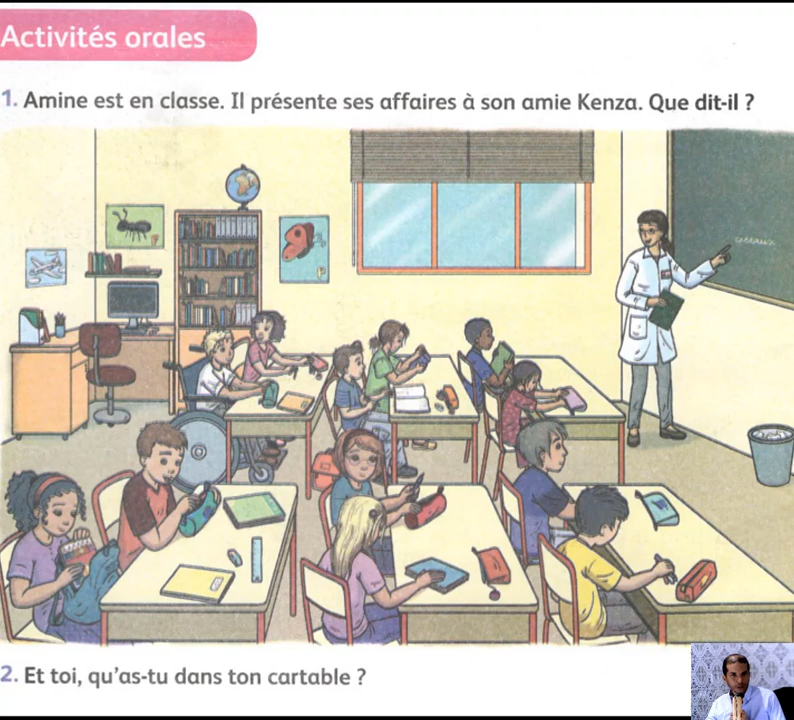 Activités orales
1. Amine est en classe. Il présente ses affaires à son amie Kenza. Que dit-il ?
2. Et toi, qu'as-tu dans ton cartable ?